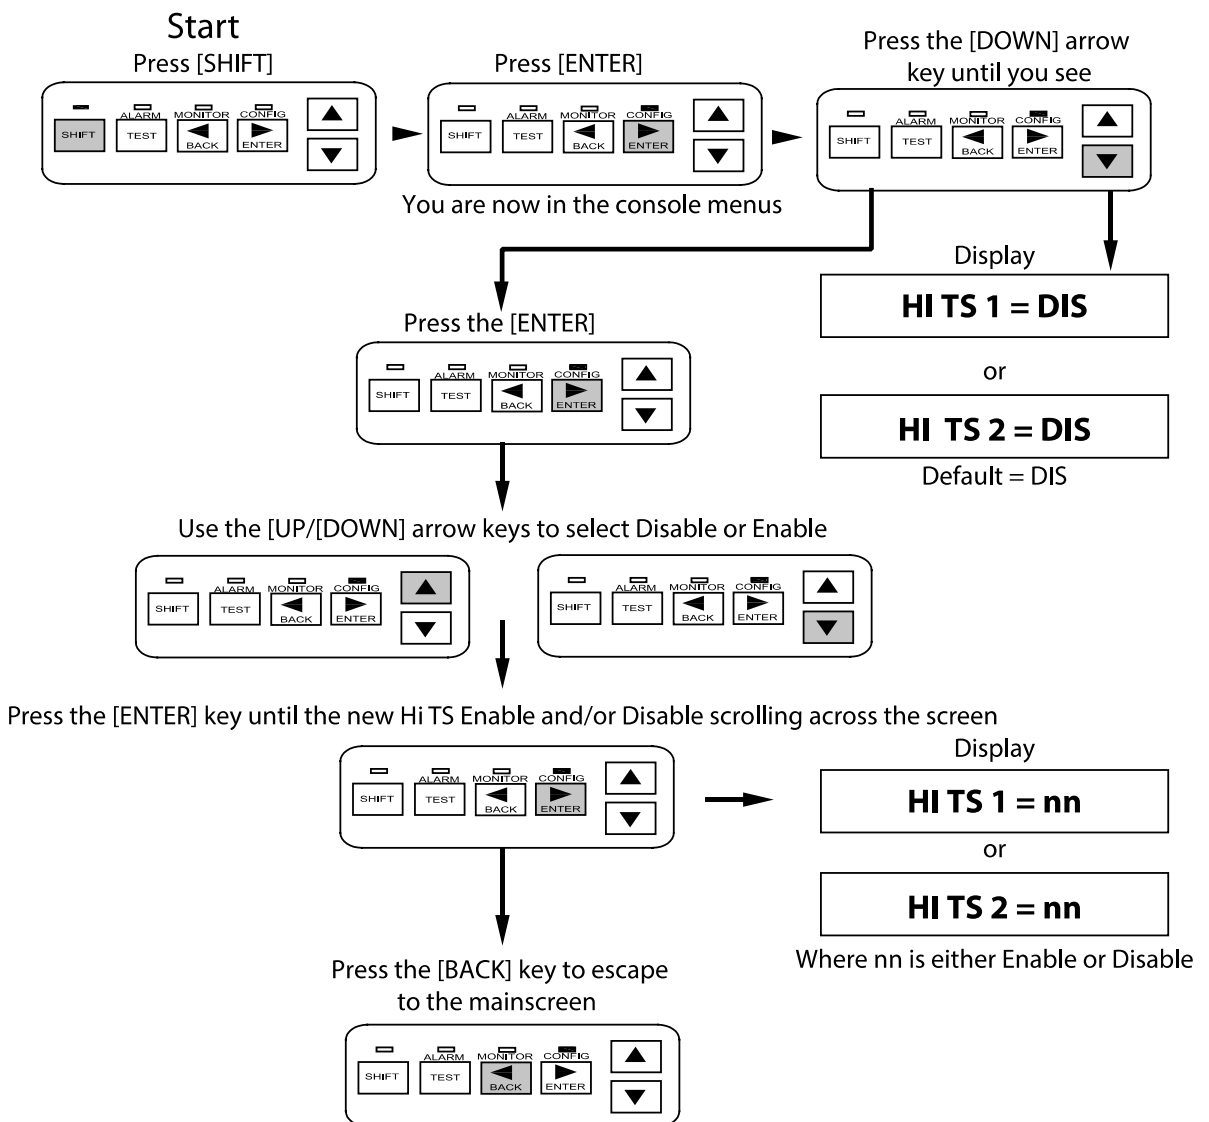 Start
Press [SHIFT]
ALARM MONITOR CONFIG
SHIFT TEST BACK ENTER
Press [ENTER]
ALARM MONITOR CONFIG
SHIFT TEST BACK ENTER
You are now in the console menus
Press the [DOWN] arrow
key until you see
ALARM MONITOR CONFIG
SHIFT TEST BACK ENTER
Display
HI TS 1 = DIS
or
HI TS 2 = DIS
Default = DIS
Press the [ENTER]
ALARM MONITOR CONFIG
SHIFT TEST BACK ENTER
Use the [UP/[DOWN] arrow keys to select Disable or Enable
ALARM MONITOR CONFIG
SHIFT TEST BACK ENTER
ALARM MONITOR CONFIG
SHIFT TEST BACK ENTER
Press the [ENTER] key until the new Hi TS Enable and/or Disable scrolling across the screen
ALARM MONITOR CONFIG
SHIFT TEST BACK ENTER
Display
HI TS 1 = nn
or
HI TS 2 = nn
Where nn is either Enable or Disable
Press the [BACK] key to escape
to the mainscreen
ALARM MONITOR CONFIG
SHIFT TEST BACK ENTER